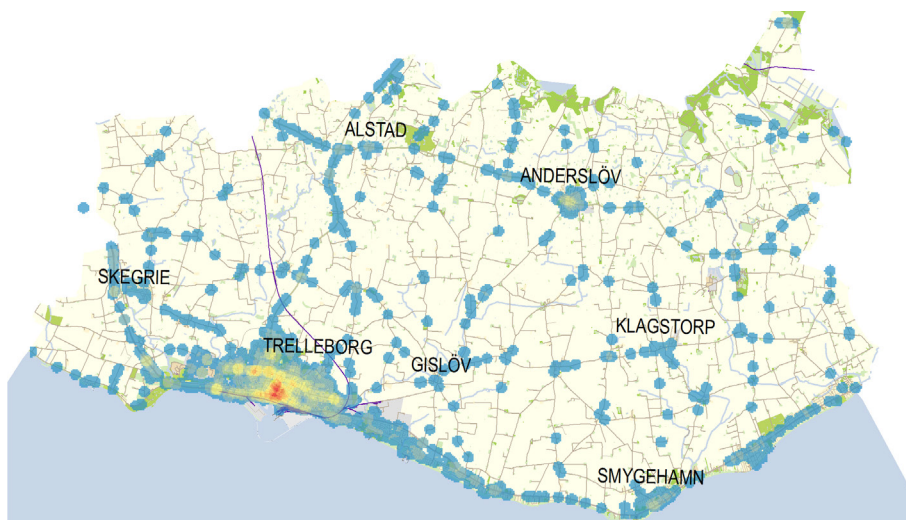 ALSTAD
ANDERSLÖV
SKEGRIE
KLAGSTORP
TRELLEBORG
GISLÖV
SMYGEHAMN